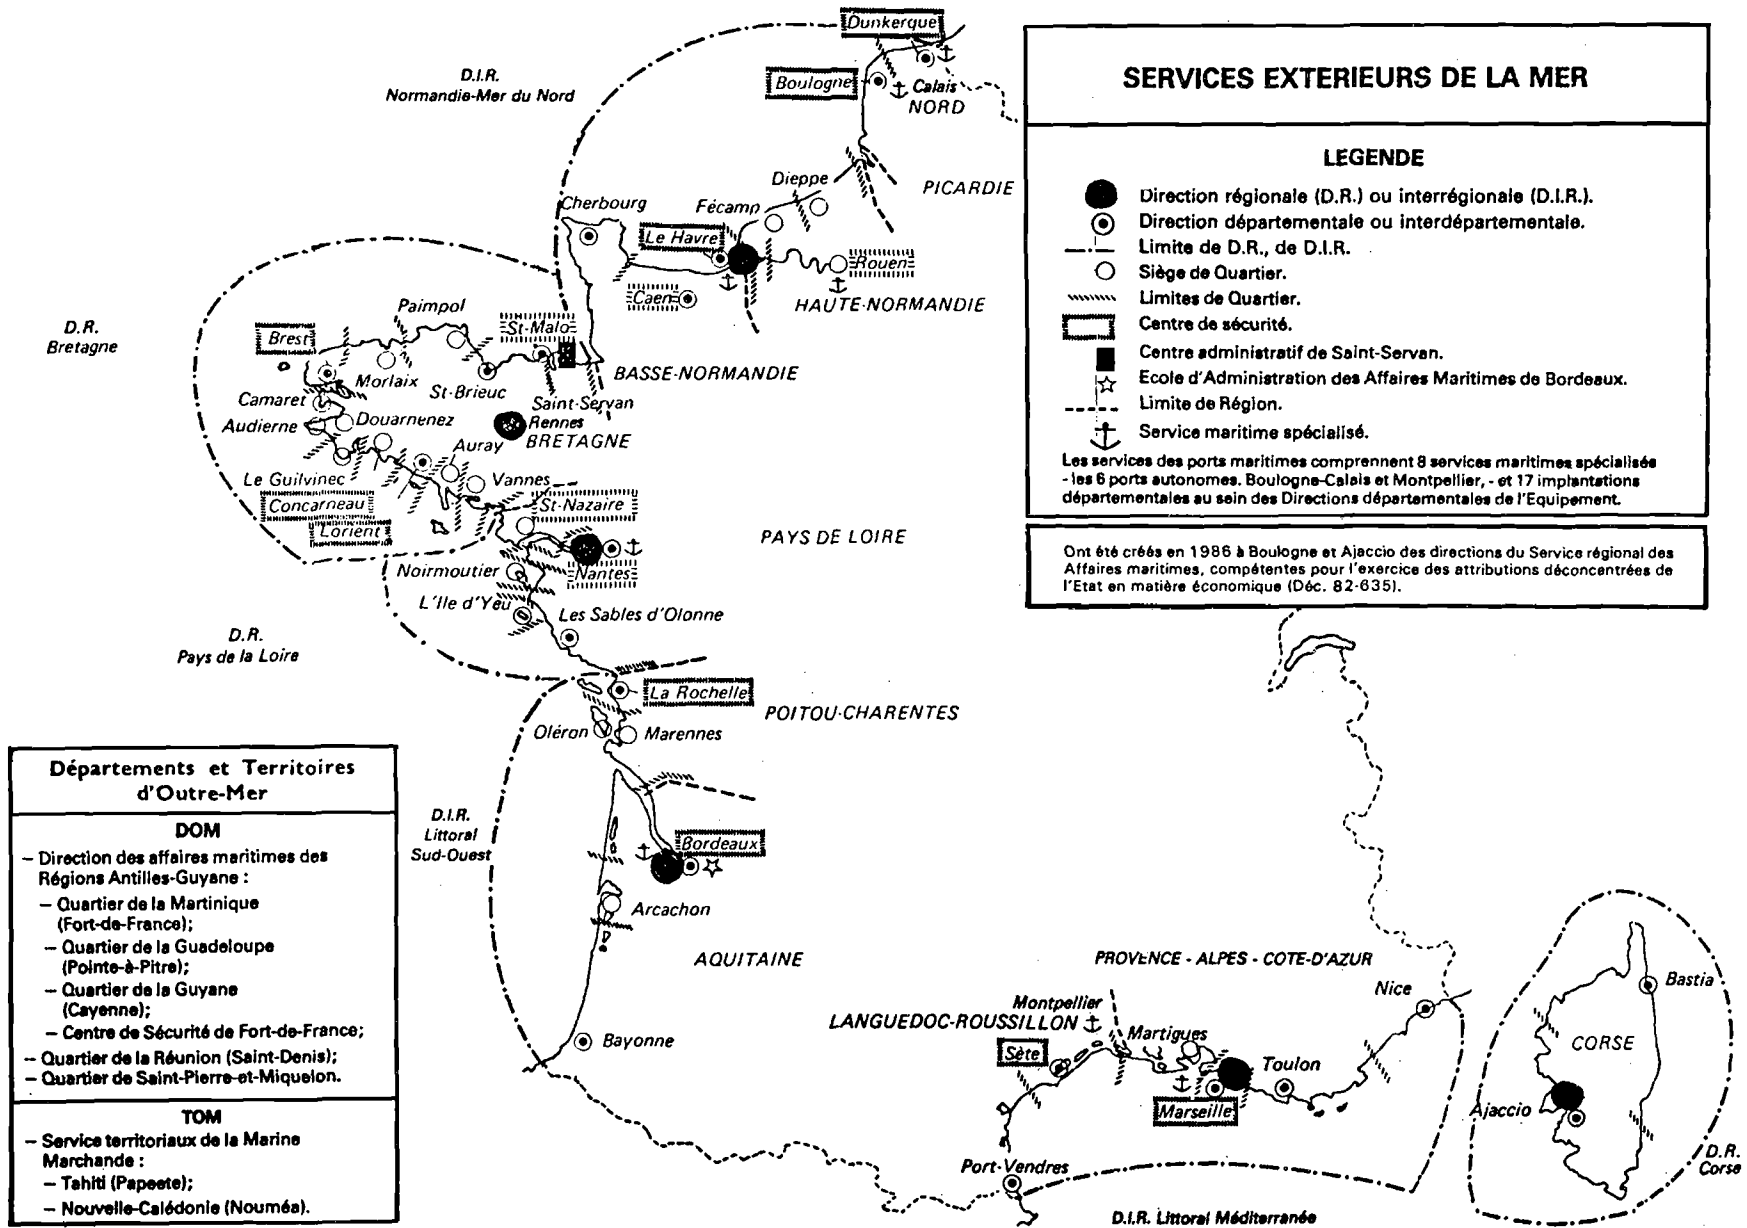 SERVICES EXTERIEURS DE LA MER
LEGENDE
Direction régionale (D.R.) ou interrégionale (D.I.R.).
Direction départementale ou interdépartementale.
Limite de D.R., de D.I.R.
Siège de Quartier.
Limites de Quartier.
Centre de sécurité.
Centre administratif de Saint-Servan.
Ecole d'Administration des Affaires Maritimes de Bordeaux.
Limite de Région.
Service maritime spécialisé.
Les services des ports maritimes comprennent 8 services maritimes spécialisés
- les 6 ports autonomes. Boulogne-Calais et Montpellier, - et 17 implantations
départementales au sein des Directions départementales de l'Equipement.
Ont été créés en 1986 à Boulogne et Ajaccio des directions du Service régional des
Affaires maritimes, compétentes pour l'exercice des attributions déconcentrées de
l'Etat en matière économique (Déc. 82-635).
Dunkerque
D.I.R.
Normandie-Mer du Nord
Boulogne
Calais
NORD
PICARDIE
Dieppe
Cherbourg
Fécamp
Le Havre
Rouen
Caen
HAUTE-NORMANDIE
D.R.
Bretagne
Paimpol
Brest
St-Malo
Morlaix
St-Brieuc
BASSE-NORMANDIE
Camaret
Saint-Servan
Audierne
Douarnenez
Rennes
BRETAGNE
Auray
Le Guilvinec
Vannes
Concarneau
St-Nazaire
Lorient
PAYS DE LOIRE
Noirmoutier
Nantes
L'Ile d'Yeu
Les Sables d'Olonne
D.R.
Pays de la Loire
La Rochelle
POITOU-CHARENTES
Oléron
Marennes
D.I.R.
Littoral
Sud-Ouest
Bordeaux
Arcachon
AQUITAINE
Bayonne
PROVENCE - ALPES - COTE-D'AZUR
Montpellier
LANGUEDOC-ROUSSILLON
Martigues
Nice
Sète
Toulon
Marseille
Port-Vendres
D.I.R. Littoral Méditerranée
Bastia
CORSE
Ajaccio
D.R.
Corse
Départements et Territoires
d'Outre-Mer
DOM
– Direction des affaires maritimes des
Régions Antilles-Guyane :
– Quartier de la Martinique
(Fort-de-France);
– Quartier de la Guadeloupe
(Pointe-à-Pitre);
– Quartier de la Guyane
(Cayenne);
– Centre de Sécurité de Fort-de-France;
– Quartier de la Réunion (Saint-Denis);
– Quartier de Saint-Pierre-et-Miquelon.
TOM
– Service territoriaux de la Marine
Marchande :
– Tahiti (Papeete);
– Nouvelle-Calédonie (Nouméa).